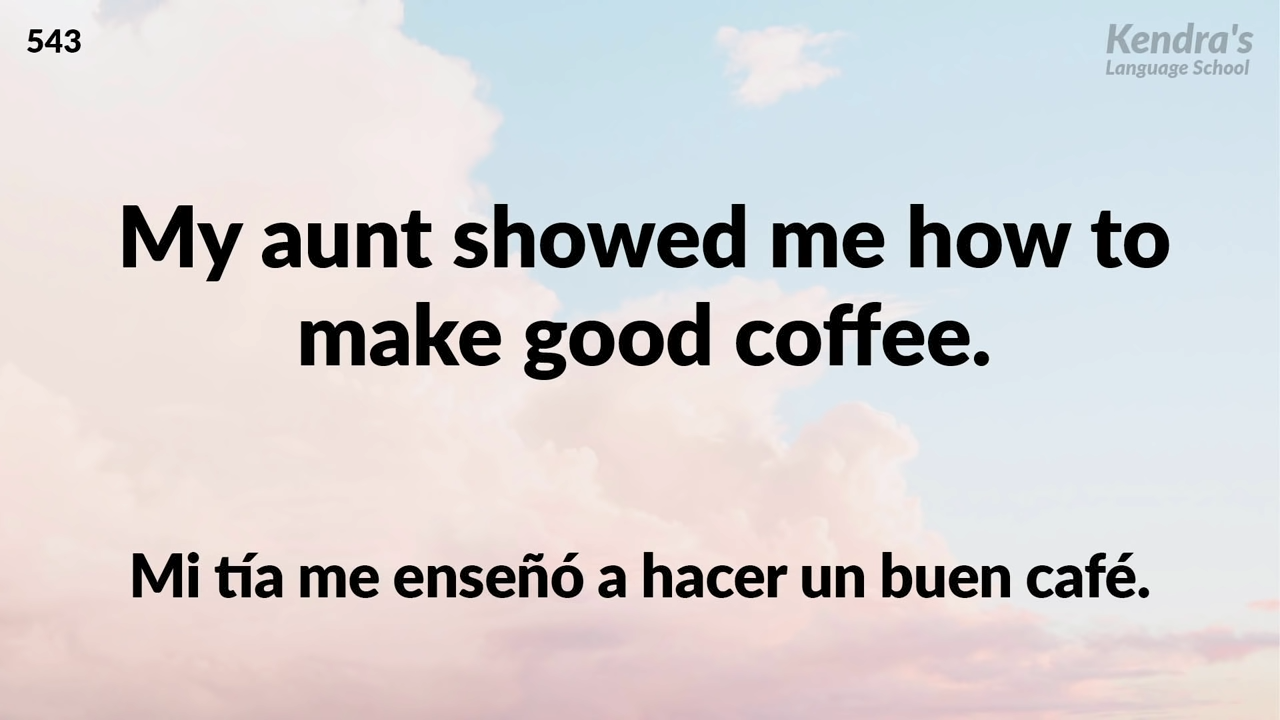 543
Kendra's
Language School
My aunt showed me how to
make good coffee.
Mi tía me enseñó a hacer un buen café.